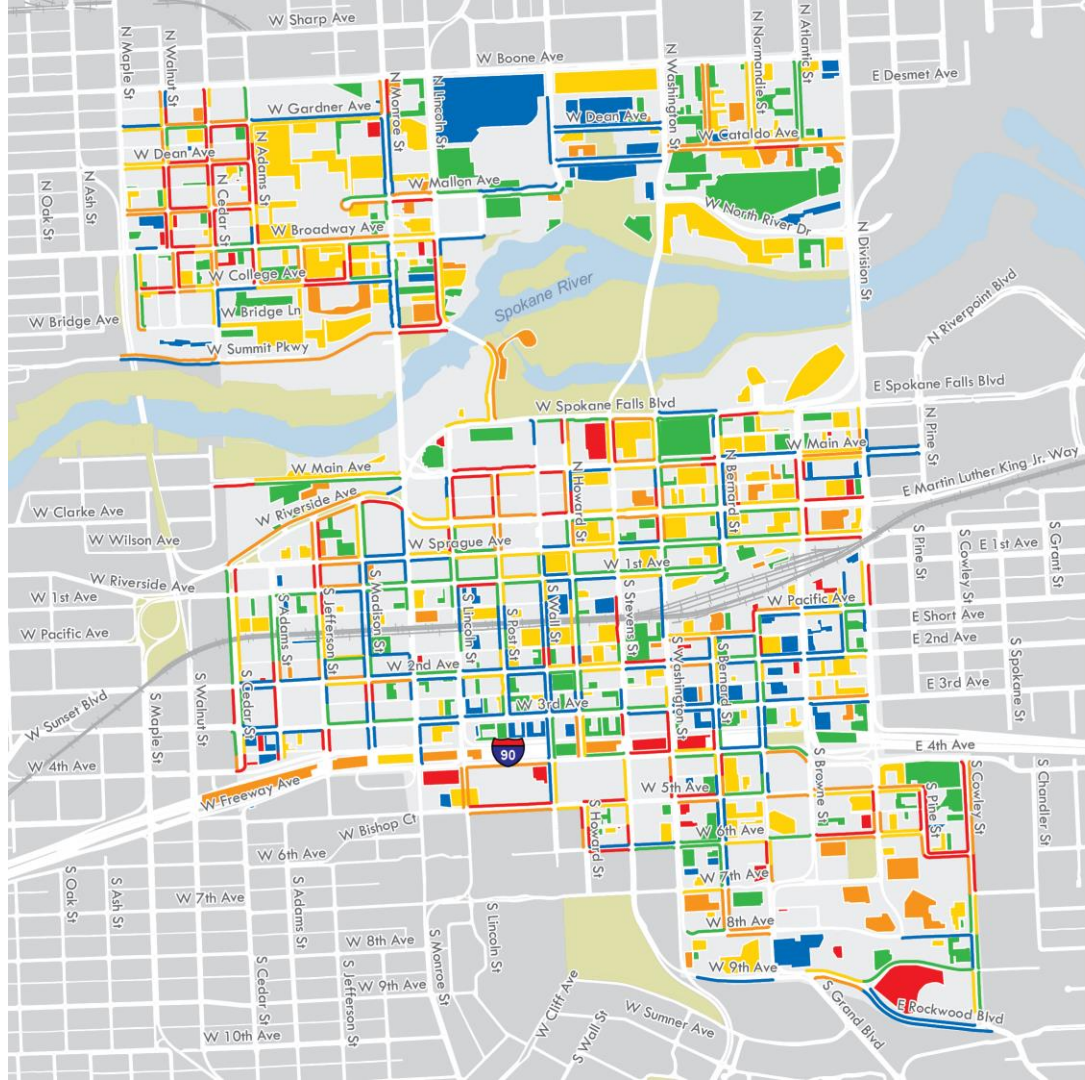 W Sharp Ave
N Maple St
N Walnut St
N Monroe St
N Lincoln St
W Boone Ave
N Washington St
N Normandie St
N Atlantic St
E Desmet Ave
W Gardner Ave
W Dean Ave
W Cataldo Ave
W Dean Ave
N Adams St
N Oak St
N Ash St
N Cedar St
W Mallon Ave
W North River Dr
W Broadway Ave
N Division St
W College Ave
Spokane River
W Bridge Ave
W Bridge Ln
N Riverpoint Blvd
W Summit Pkwy
E Spokane Falls Blvd
W Spokane Falls Blvd
N Pine St
W Main Ave
W Main Ave
N Howard St
N Bernard St
E Martin Luther King Jr. Way
W Riverside Ave
W Clarke Ave
W Wilson Ave
W Sprague Ave
W 1st Ave
S Pine St
S Cowley St
E 1st Ave
S Grant St
W Riverside Ave
W 1st Ave
W Pacific Ave
W Pacific Ave
S Adams St
S Jefferson St
S Madison St
S Lincoln St
S Post St
S Wall St
S Stevens St
E Short Ave
E 2nd Ave
W 2nd Ave
S Washington St
S Bernard St
S Spokane St
E 3rd Ave
W Sunset Blvd
S Maple St
S Walnut St
S Cedar St
W 3rd Ave
E 4th Ave
90
W 4th Ave
W Freeway Ave
W 5th Ave
S Browne St
S Pine St
S Cowley St
S Chandler St
W Bishop Ct
S Howard St
W 6th Ave
W 6th Ave
W 7th Ave
W 7th Ave
S Oak St
S Ash St
S Adams St
S Lincoln St
W 8th Ave
W 8th Ave
S Monroe St
S Cedar St
S Jefferson St
W 9th Ave
W 9th Ave
W Cliff Ave
S Wall St
W Sumner Ave
S Grand Blvd
E Rockwood Blvd
W 10th Ave